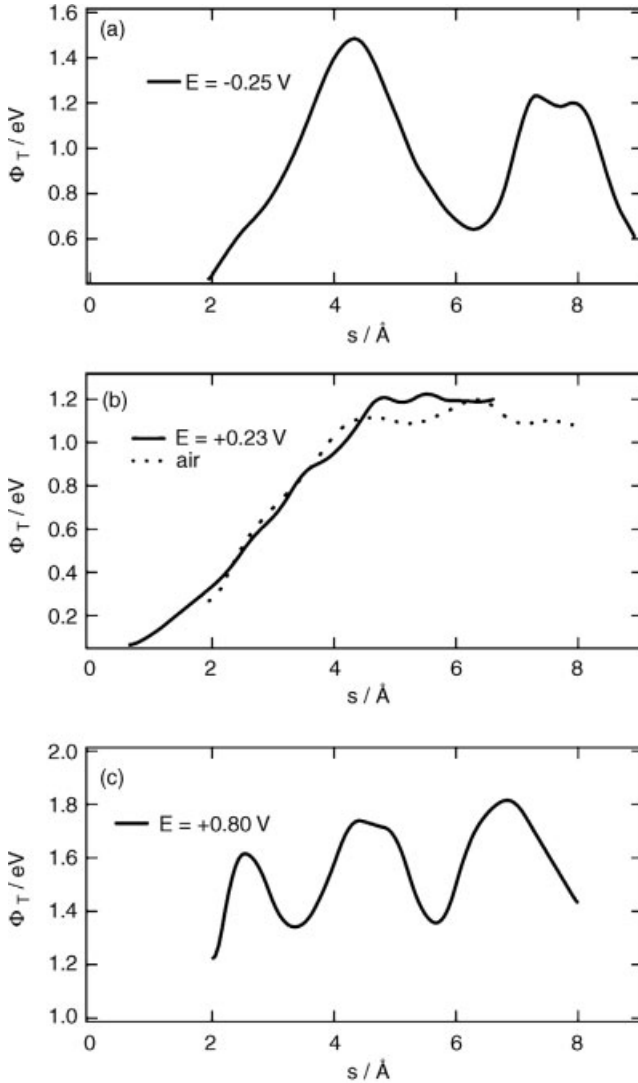 (a)
E = -0.25 V
Φ_T / eV
1.6
1.4
1.2
1.0
0.8
0.6
0 2 4 6 8
s / Å
(b)
E = +0.23 V
air
Φ_T / eV
1.2
1.0
0.8
0.6
0.4
0.2
0 2 4 6 8
s / Å
(c)
E = +0.80 V
Φ_T / eV
2.0
1.8
1.6
1.4
1.2
1.0
0 2 4 6 8
s / Å